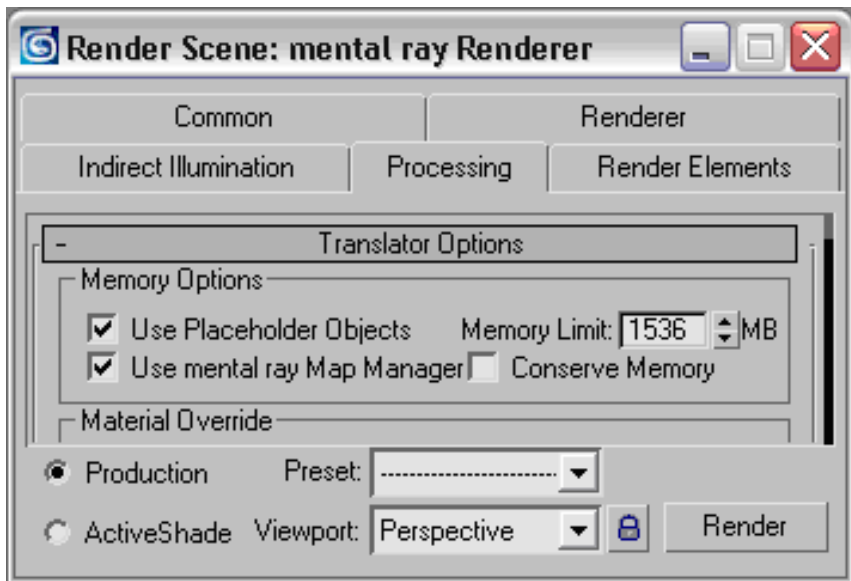 Render Scene: mental ray Renderer
Common Renderer
Indirect Illumination Processing Render Elements
- Translator Options
Memory Options
Use Placeholder Objects Memory Limit: 1536 MB
Use mental ray Map Manager Conserve Memory
Material Override
Production Preset: -----------------------
ActiveShade Viewport: Perspective Render